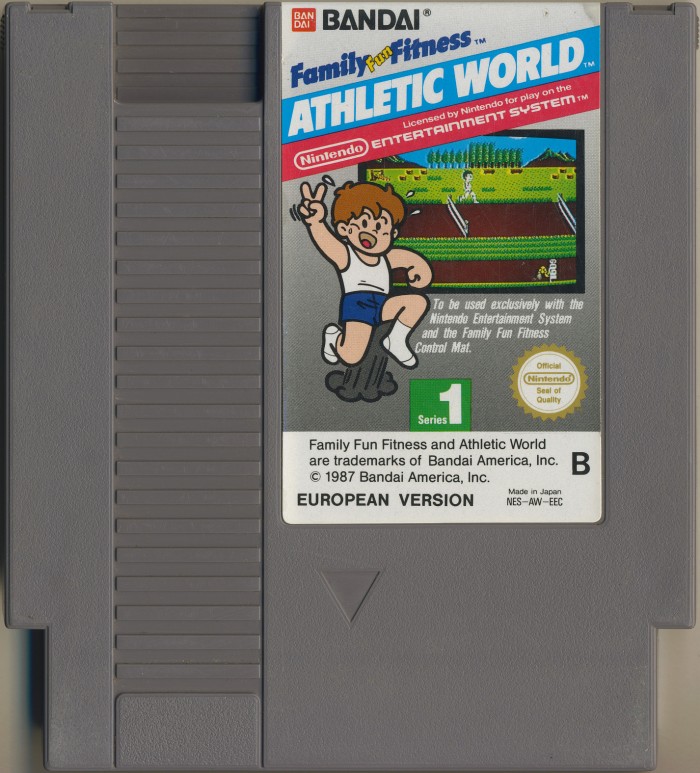 BAN
DAI
BANDAI®
Family Fun Fitness™
ATHLETIC WORLD™
Licensed by Nintendo for play on the
Nintendo ENTERTAINMENT SYSTEM™
GOAL
To be used exclusively with the
Nintendo Entertainment System
and the Family Fun Fitness
Control Mat.
Official
Nintendo
Seal of
Quality
Series 1
Family Fun Fitness and Athletic World
are trademarks of Bandai America, Inc.
© 1987 Bandai America, Inc.
B
EUROPEAN VERSION
Made in Japan
NES-AW-EEC